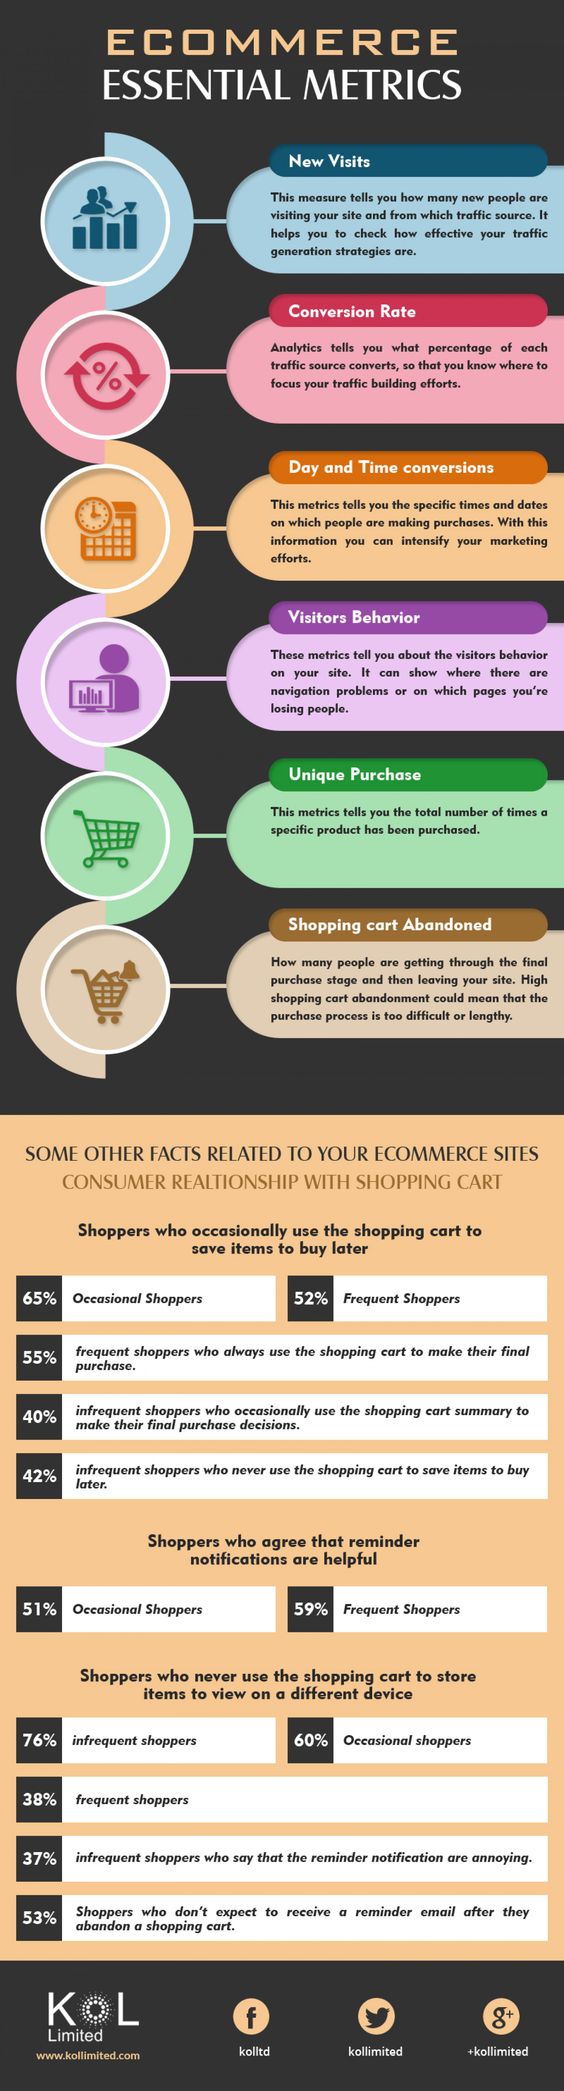 ECOMMERCE
ESSENTIAL METRICS
New Visits
This measure tells you how many new people are
visiting your site and from which traffic source. It
helps you to check how effective your traffic
generation strategies are.
%
Conversion Rate
Analytics tells you what percentage of each
traffic source converts, so that you know where to
focus your traffic building efforts.
Day and Time conversions
This metrics tells you the specific times and dates
on which people are making purchases. With this
information you can intensify your marketing
efforts.
Visitors Behavior
These metrics tell you about the visitors behavior
on your site. It can show where there are
navigation problems or on which pages you're
losing people.
Unique Purchase
This metrics tells you the total number of times a
specific product has been purchased.
Shopping cart Abandoned
How many people are getting through the final
purchase stage and then leaving your site. High
shopping cart abandonment could mean that the
purchase process is too difficult or lengthy.
SOME OTHER FACTS RELATED TO YOUR ECOMMERCE SITES
CONSUMER REALTIONSHIP WITH SHOPPING CART
Shoppers who occasionally use the shopping cart to
save items to buy later
65% Occasional Shoppers
52% Frequent Shoppers
55% frequent shoppers who always use the shopping cart to make their final
purchase.
40% infrequent shoppers who occasionally use the shopping cart summary to
make their final purchase decisions.
42% infrequent shoppers who never use the shopping cart to save items to buy
later.
Shoppers who agree that reminder
notifications are helpful
51% Occasional Shoppers
59% Frequent Shoppers
Shoppers who never use the shopping cart to store
items to view on a different device
76% infrequent shoppers
60% Occasional shoppers
38% frequent shoppers
37% infrequent shoppers who say that the reminder notification are annoying.
53% Shoppers who don't expect to receive a reminder email after they
abandon a shopping cart.
KOL
Limited
www.kollimited.com
f
kolltd
kollimited
g+
+kollimited